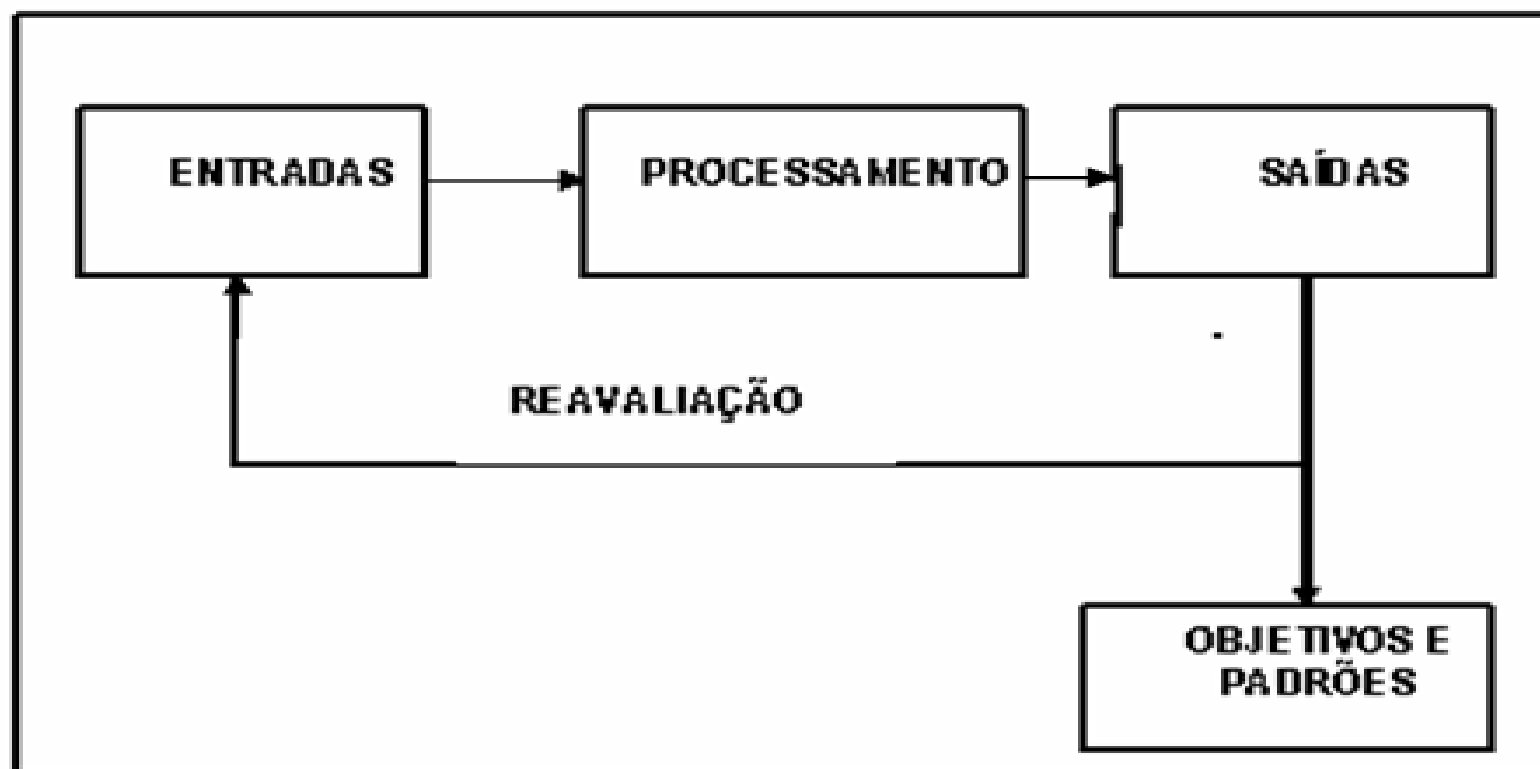 ENTRADAS
PROCESSAMENTO
SAÍDAS
REAVALIAÇÃO
OBJETIVOS E
PADRÕES